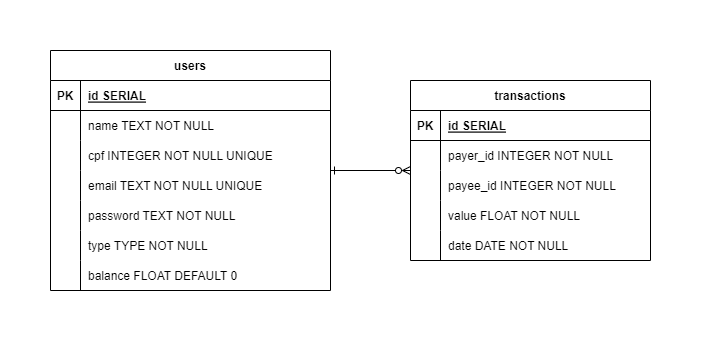 users
PK id SERIAL
name TEXT NOT NULL
cpf INTEGER NOT NULL UNIQUE
email TEXT NOT NULL UNIQUE
password TEXT NOT NULL
type TYPE NOT NULL
balance FLOAT DEFAULT 0
transactions
PK id SERIAL
payer_id INTEGER NOT NULL
payee_id INTEGER NOT NULL
value FLOAT NOT NULL
date DATE NOT NULL